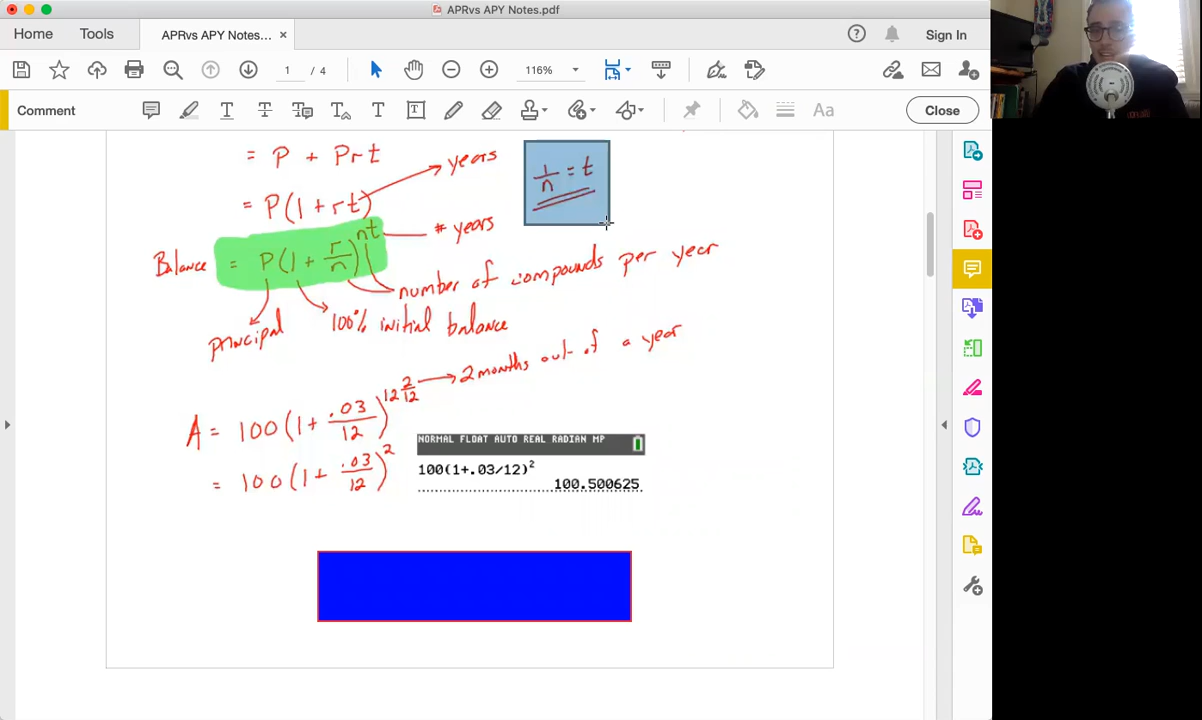 APRvs APY Notes.pdf
Home Tools APRvs APY Notes... × Sign In
1 / 4 116%
Comment Close
= P + Prt
years
1/n = t
= P(1 + rt)
# years
Balance = P(1 + r/n)^nt
number of compounds per year
100% initial balance
principal
2 months out of a year
A = 100(1 + .03/12)^12 2/12
NORMAL FLOAT AUTO REAL RADIAN MP
= 100(1 + .03/12)^2
100(1+.03/12)²
100.500625